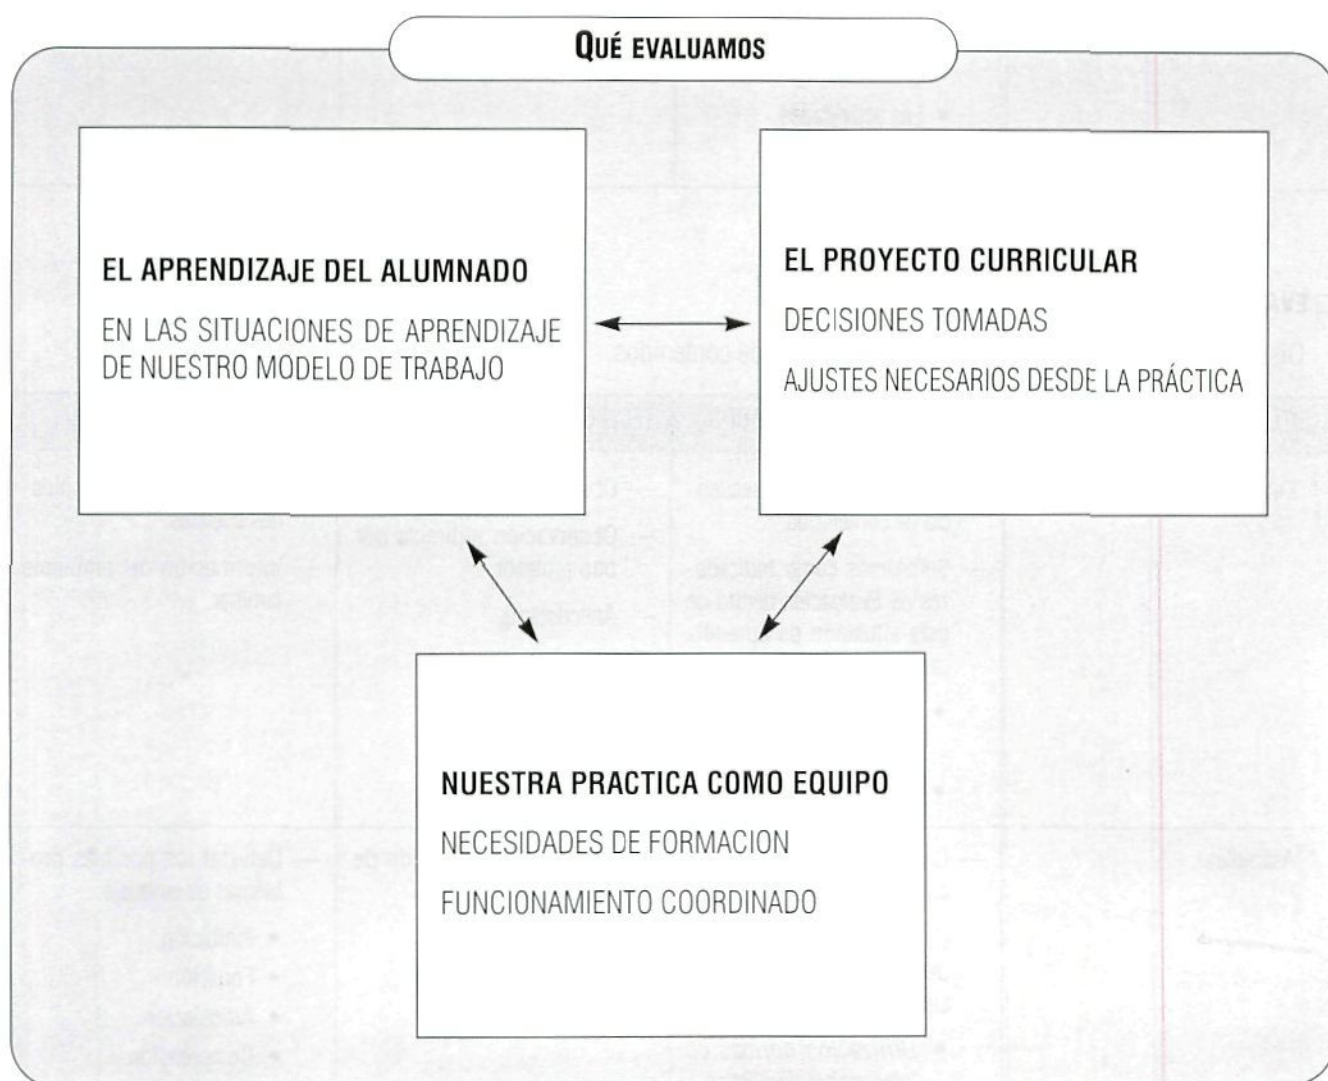 QUÉ EVALUAMOS
EL APRENDIZAJE DEL ALUMNADO
EN LAS SITUACIONES DE APRENDIZAJE
DE NUESTRO MODELO DE TRABAJO
EL PROYECTO CURRICULAR
DECISIONES TOMADAS
AJUSTES NECESARIOS DESDE LA PRÁCTICA
NUESTRA PRACTICA COMO EQUIPO
NECESIDADES DE FORMACION
FUNCIONAMIENTO COORDINADO